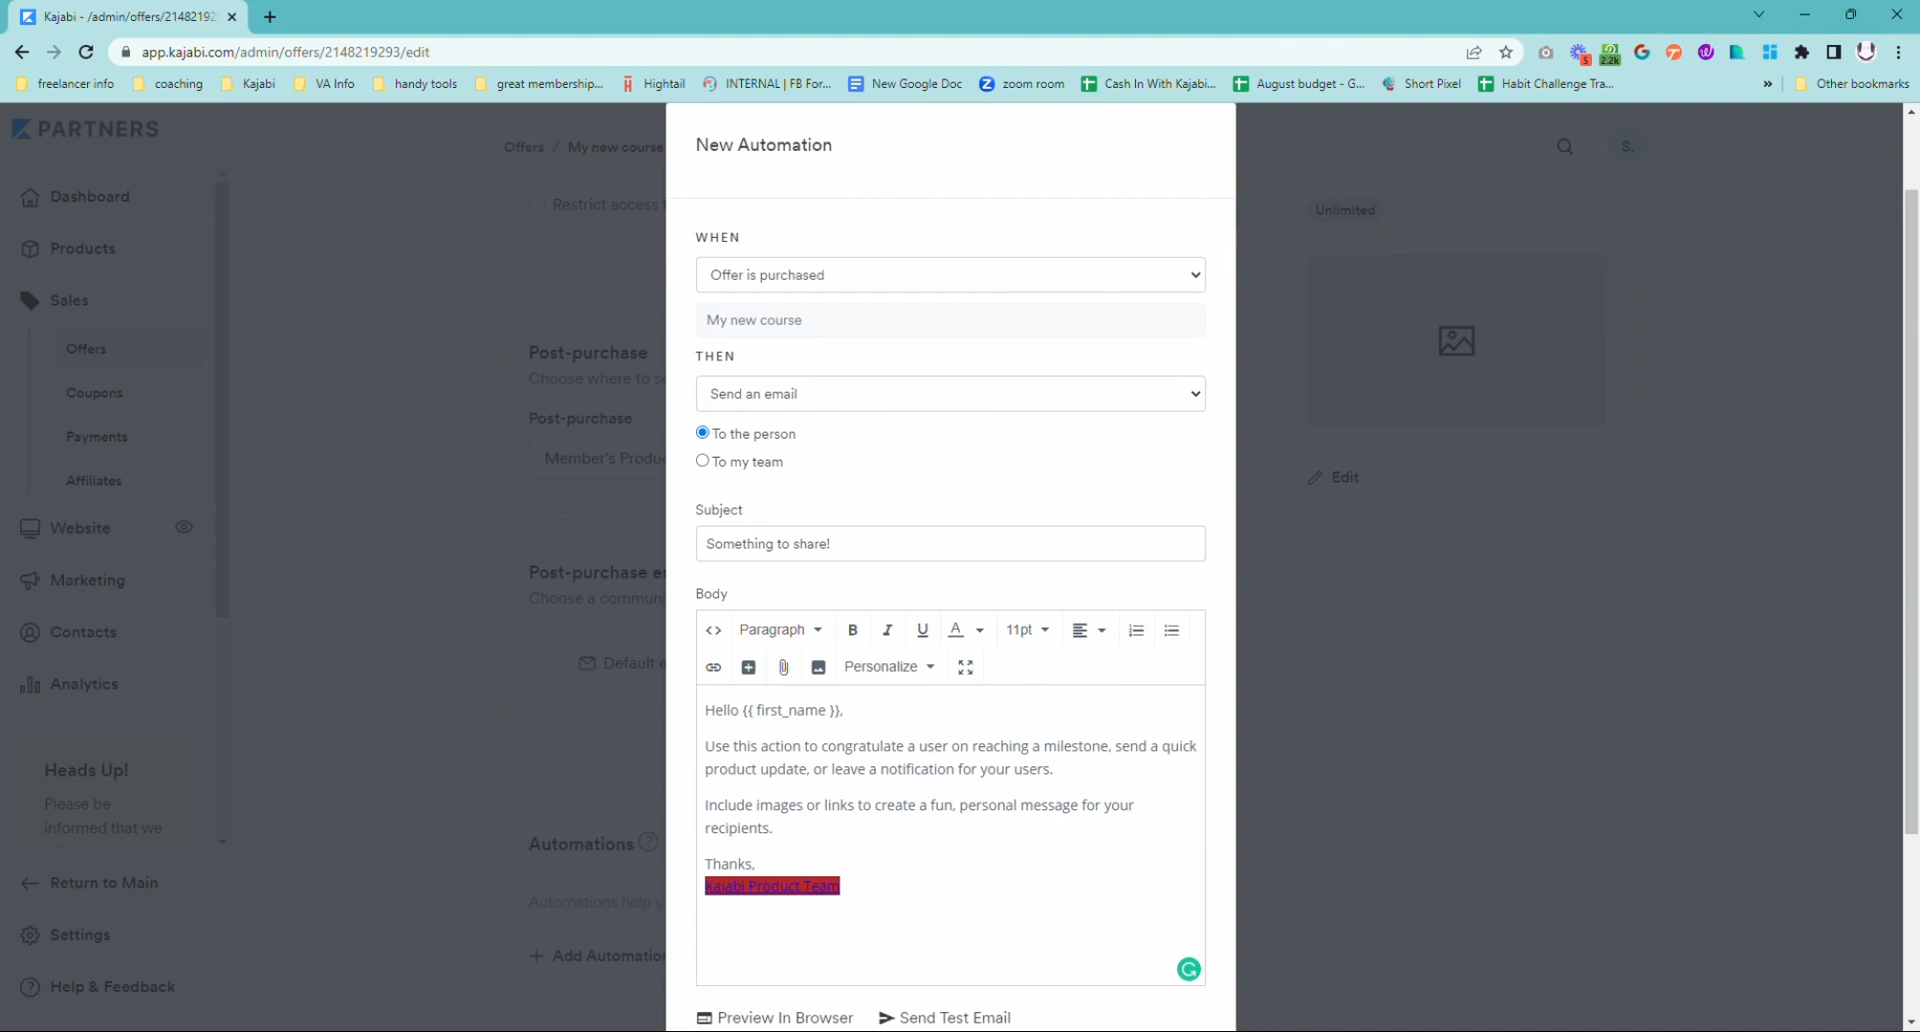 Kajabi - /admin/offers/21482192
app.kajabi.com/admin/offers/2148219293/edit
5
2.2k
freelancer info
coaching
Kajabi
VA Info
handy tools
great membership...
Hightail
INTERNAL | FB For...
New Google Doc
zoom room
Cash In With Kajabi...
August budget - G...
Short Pixel
Habit Challenge Tra...
»
Other bookmarks
PARTNERS
Offers / My new course
S.
Dashboard
Products
Sales
Offers
Coupons
Payments
Affiliates
Website
Marketing
Contacts
Analytics
Heads Up!
Please be
informed that we
Return to Main
Settings
Help & Feedback
Restrict access
Post-purchase
Choose where to se
Post-purchase
Member's Produ
Post-purchase e
Choose a commun
Default e
Automations
Automations help y
+ Add Automation
New Automation
WHEN
Offer is purchased
My new course
THEN
Send an email
To the person
To my team
Subject
Something to share!
Body
<> Paragraph B I U A 11pt
Personalize
Hello {{ first_name }},
Use this action to congratulate a user on reaching a milestone, send a quick
product update, or leave a notification for your users.
Include images or links to create a fun, personal message for your
recipients.
Thanks,
Kajabi Product Team
Preview In Browser
Send Test Email
Unlimited
Edit